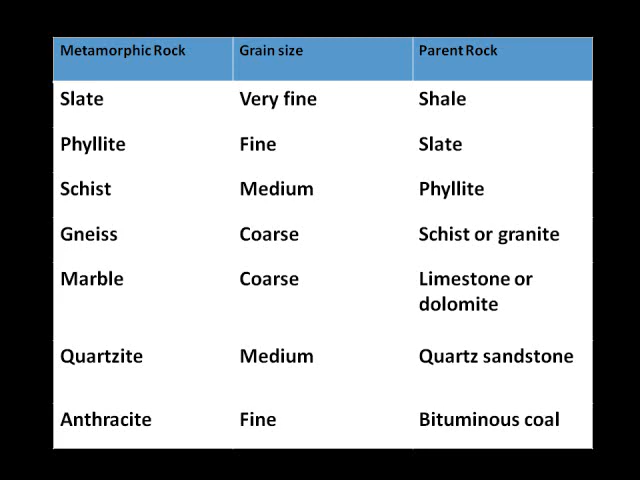 Metamorphic Rock Grain size Parent Rock
Slate Very fine Shale
Phyllite Fine Slate
Schist Medium Phyllite
Gneiss Coarse Schist or granite
Marble Coarse Limestone or
dolomite
Quartzite Medium Quartz sandstone
Anthracite Fine Bituminous coal